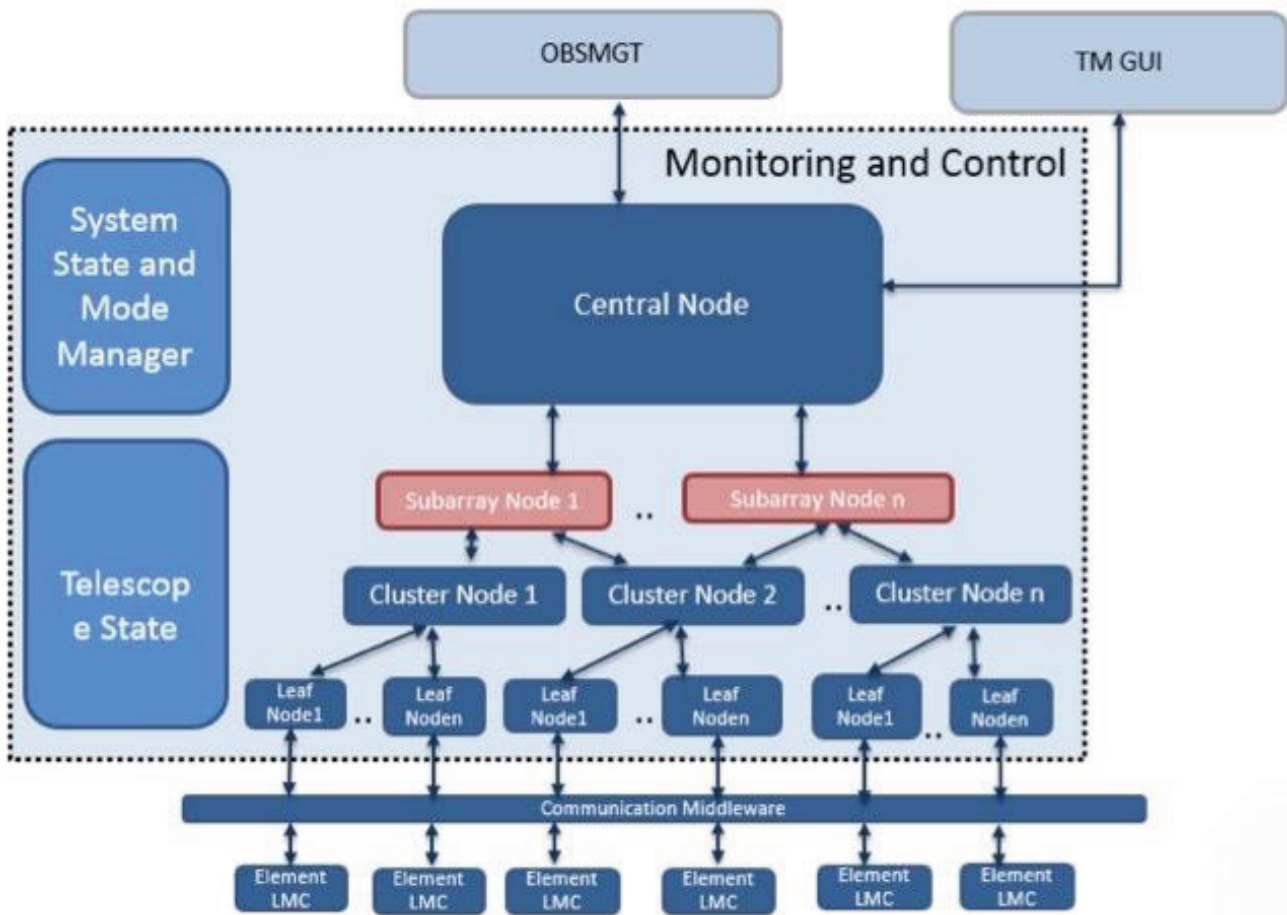 OBSMGT
TM GUI
Monitoring and Control
System
State and
Mode
Manager
Central Node
Telescop
e State
Subarray Node 1
..
Subarray Node n
Cluster Node 1
Cluster Node 2
..
Cluster Node n
Leaf
Node1
..
Leaf
Noden
Leaf
Node1
..
Leaf
Noden
Leaf
Node1
..
Leaf
Noden
Communication Middleware
Element
LMC
Element
LMC
Element
LMC
Element
LMC
Element
LMC
Element
LMC